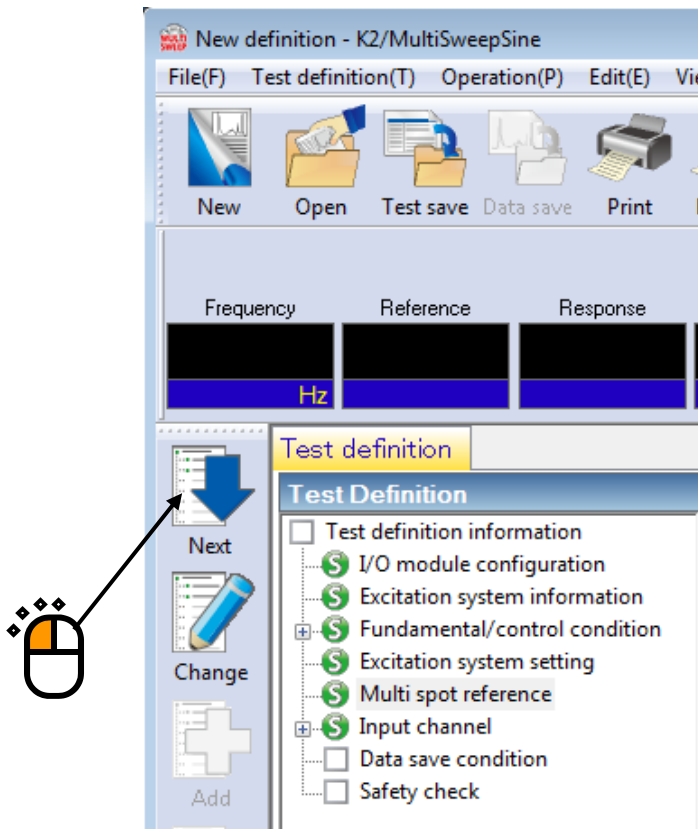 MULTI
SWEEP
New definition - K2/MultiSweepSine
File(F) Test definition(T) Operation(P) Edit(E)
New Open Test save Data save Print
Frequency Reference Response
Hz
Test definition
Test Definition
Test definition information
S I/O module configuration
S Excitation system information
S Fundamental/control condition
S Excitation system setting
S Multi spot reference
S Input channel
Data save condition
Safety check
Next
Change
Add